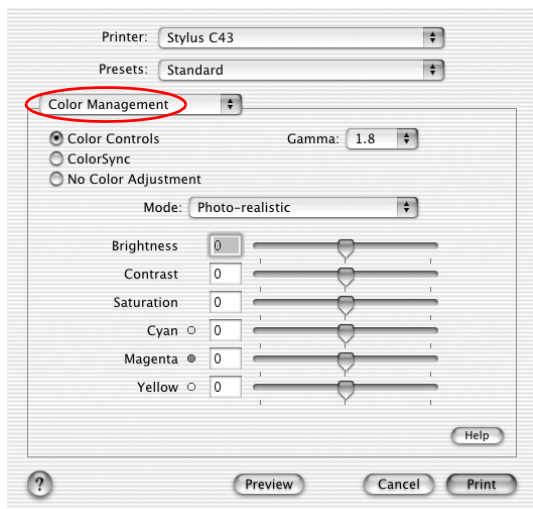 Printer: Stylus C43
Presets: Standard
Color Management
Color Controls Gamma: 1.8
ColorSync
No Color Adjustment
Mode: Photo-realistic
Brightness 0
Contrast 0
Saturation 0
Cyan 0
Magenta 0
Yellow 0
Help
? Preview Cancel Print